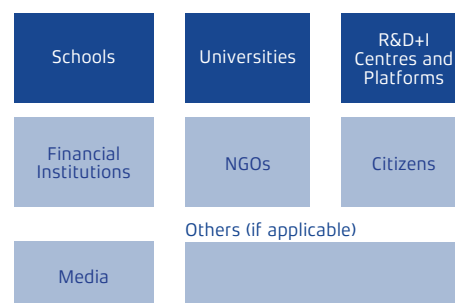 Schools
Universities
R&D+I
Centres and
Platforms
Financial
Institutions
NGOs
Citizens
Others (if applicable)
Media